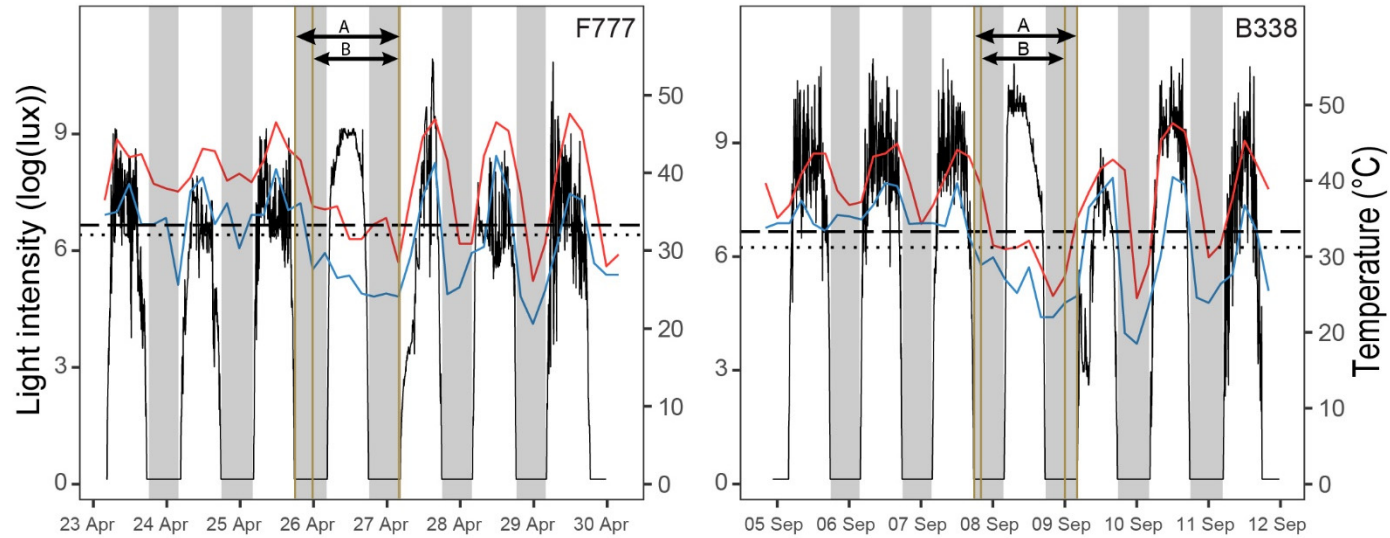 F777
A
B
Light intensity (log(lux))
9
6
3
0
50
40
30
20
10
0
23 Apr 24 Apr 25 Apr 26 Apr 27 Apr 28 Apr 29 Apr 30 Apr
B338
A
B
9
6
3
0
50
40
30
20
10
0
Temperature (°C)
05 Sep 06 Sep 07 Sep 08 Sep 09 Sep 10 Sep 11 Sep 12 Sep